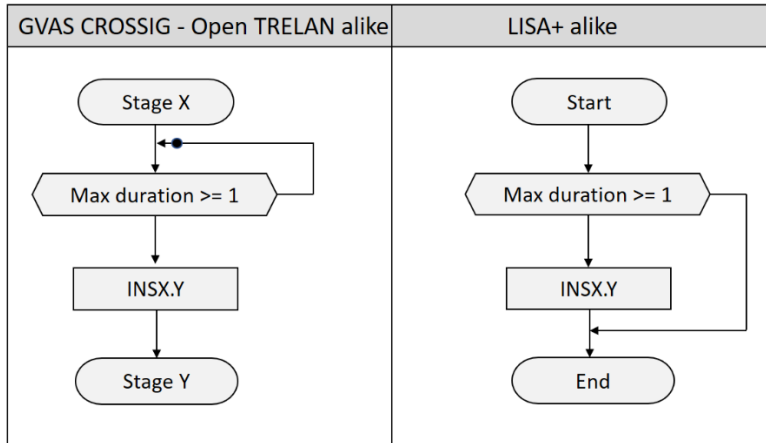 GVAS CROSSIG - Open TRELAN alike
LISA+ alike
Stage X
Max duration >= 1
INSX.Y
Stage Y
Start
Max duration >= 1
INSX.Y
End